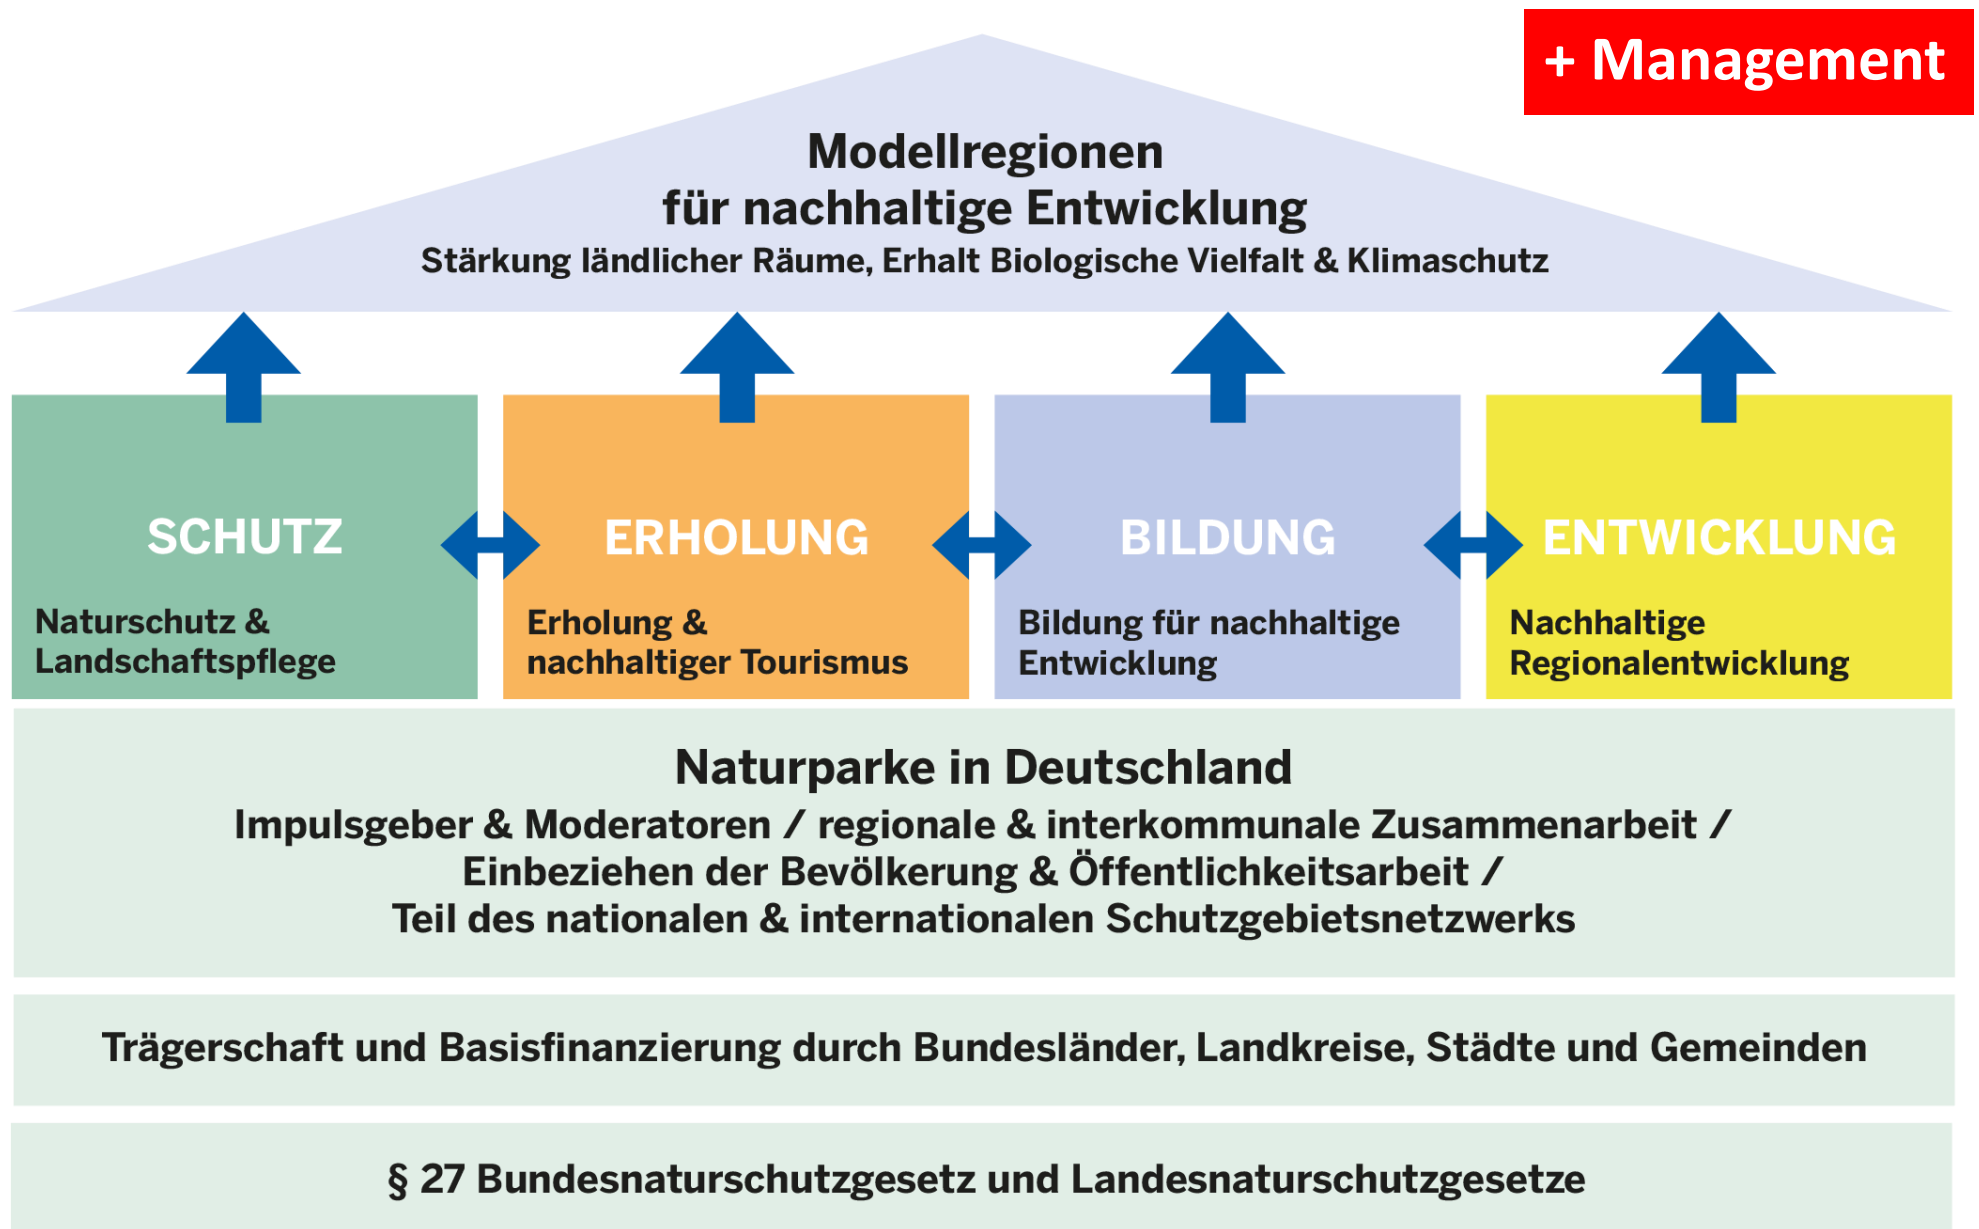 + Management
Modellregionen
für nachhaltige Entwicklung
Stärkung ländlicher Räume, Erhalt Biologische Vielfalt & Klimaschutz
SCHUTZ
Naturschutz &
Landschaftspflege
ERHOLUNG
Erholung &
nachhaltiger Tourismus
BILDUNG
Bildung für nachhaltige
Entwicklung
ENTWICKLUNG
Nachhaltige
Regionalentwicklung
Naturparke in Deutschland
Impulsgeber & Moderatoren / regionale & interkommunale Zusammenarbeit /
Einbeziehen der Bevölkerung & Öffentlichkeitsarbeit /
Teil des nationalen & internationalen Schutzgebietsnetzwerks
Trägerschaft und Basisfinanzierung durch Bundesländer, Landkreise, Städte und Gemeinden
§ 27 Bundesnaturschutzgesetz und Landesnaturschutzgesetze